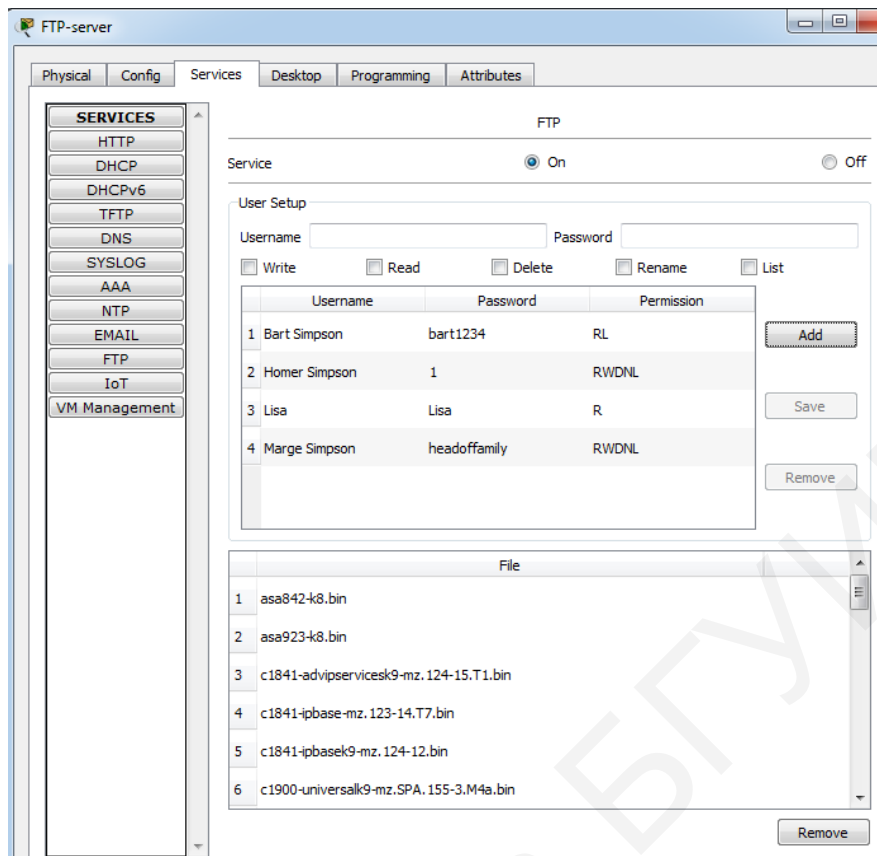 FTP-server
Physical Config Services Desktop Programming Attributes
SERVICES
HTTP
DHCP
DHCPv6
TFTP
DNS
SYSLOG
AAA
NTP
EMAIL
FTP
IoT
VM Management
FTP
Service On Off
User Setup
Username Password
Write Read Delete Rename List
Username Password Permission
1 Bart Simpson bart1234 RL
2 Homer Simpson 1 RWDNL
3 Lisa Lisa R
4 Marge Simpson headoffamily RWDNL
Add
Save
Remove
File
1 asa842-k8.bin
2 asa923-k8.bin
3 c1841-advipservicesk9-mz.124-15.T1.bin
4 c1841-ipbase-mz.123-14.T7.bin
5 c1841-ipbasek9-mz.124-12.bin
6 c1900-universalk9-mz.SPA.155-3.M4a.bin
Remove